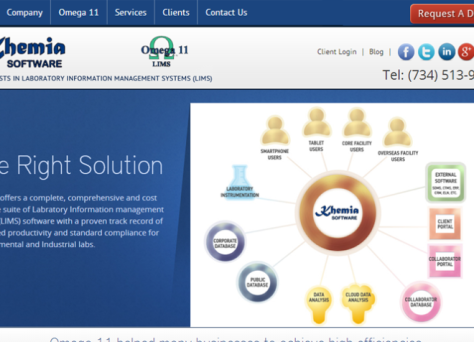 Company Omega 11 Services Clients Contact Us Request A D
Khemia SOFTWARE
Omega 11 LIMS
Client Login | Blog |
STS IN LABORATORY INFORMATION MANAGEMENT SYSTEMS (LIMS)
Tel: (734) 513-9
e Right Solution
offers a complete, comprehensive and cost
e suite of Labratory Information management
(LIMS) software with a proven track record of
ed productivity and standard compliance for
mental and Industrial labs.
SMARTPHONE USERS
TABLET USERS
CORE FACILITY USERS
OVERSEAS FACILITY USERS
LABORATORY INSTRUMENTATION
EXTERNAL SOFTWARE
Khemia SOFTWARE
CLIENT PORTAL
CORPORATE DATABASE
COLLABORATOR PORTAL
PUBLIC DATABASE
DATA ANALYSIS
CLOUD DATA ANALYSIS
COLLABORATOR DATABASE
Omega 11 helped many businesses to achieve high efficiencies